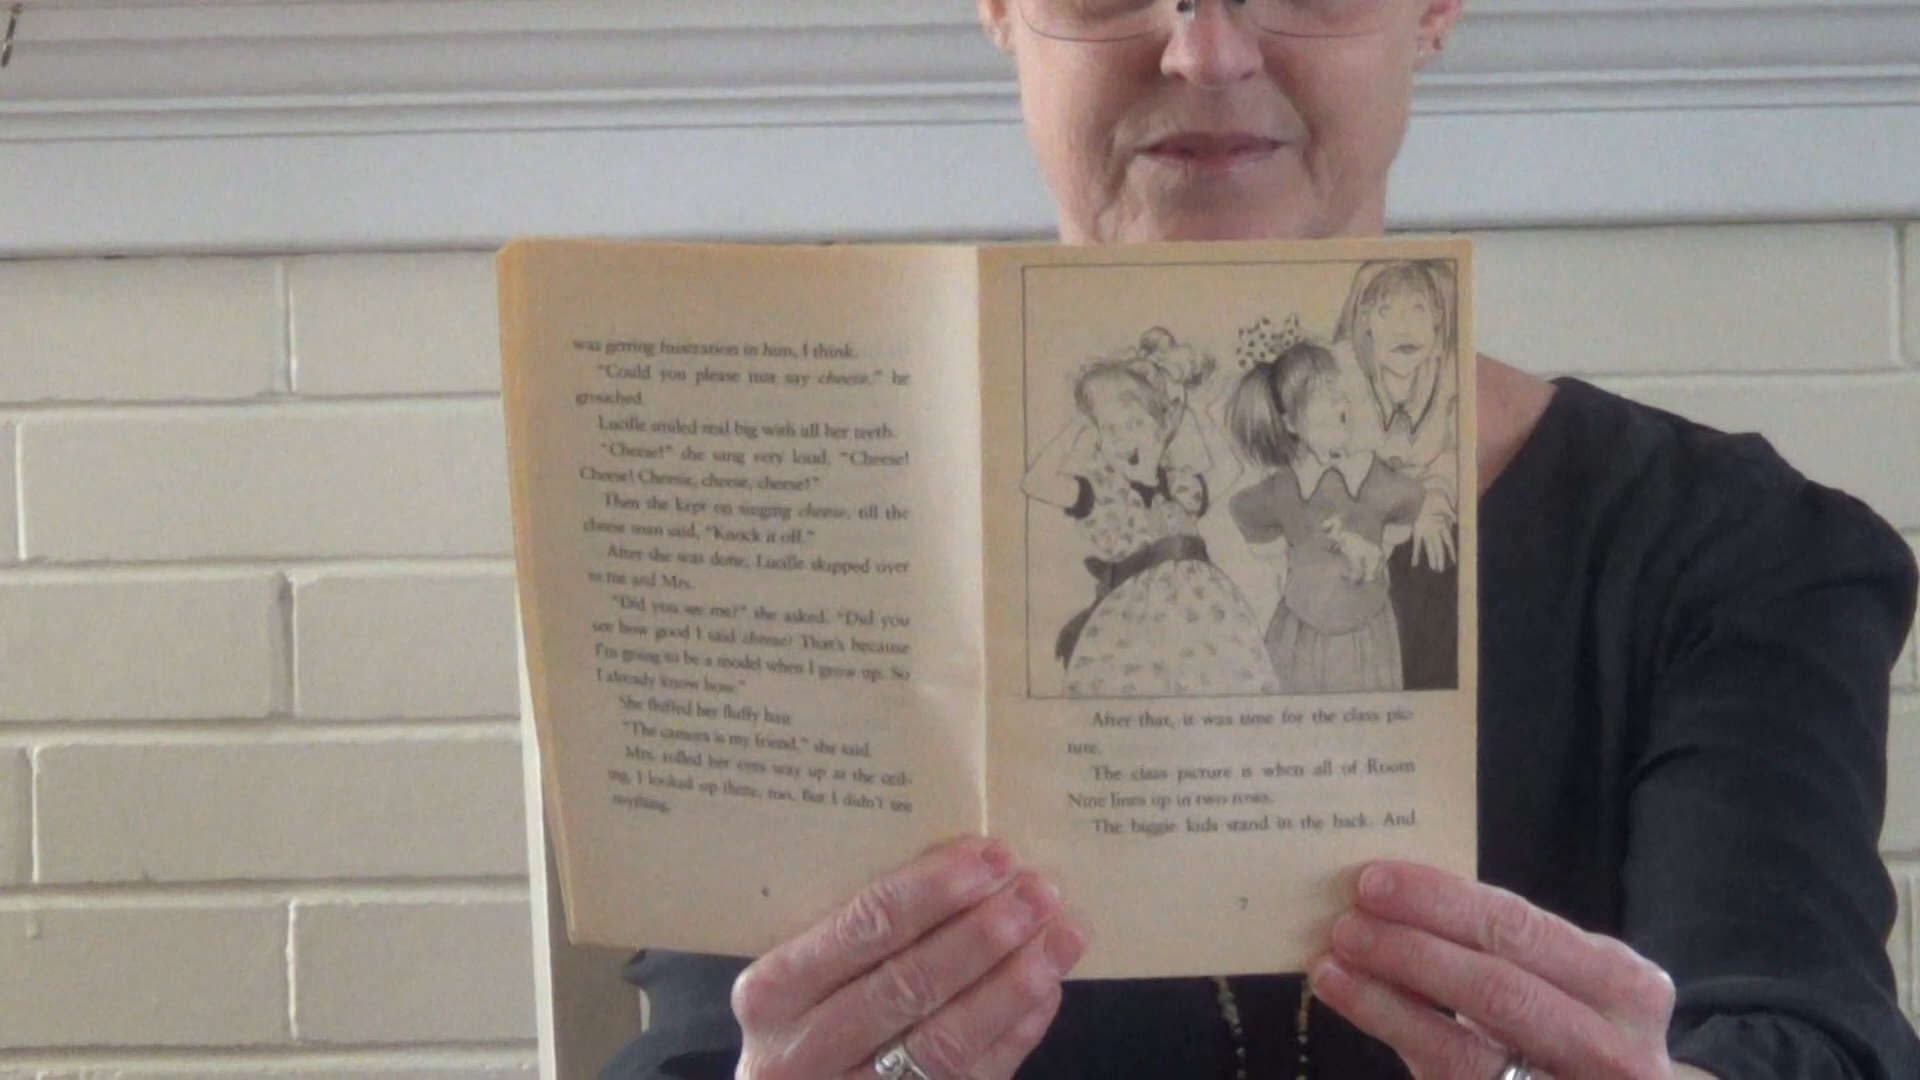 was getting fusstration in him, I think.
"Could you please just say cheese," he
grouched.
Lucille smiled real big with all her teeth.
"Cheese!" she sang very loud. "Cheese!
Cheese! Cheesie, cheese, cheese!"
Then she kept on singing cheese, till the
cheese man said, "Knock it off."
After she was done, Lucille skipped over
to me and Mrs.
"Did you see me?" she asked. "Did you
see how good I said cheese? That's because
I'm going to be a model when I grow up. So
I already know how."
She fluffed her fluffy hair.
"The camera is my friend," she said.
Mrs. rolled her eyes way up at the ceil-
ing. I looked up there, too. But I didn't see
anything.
6
After that, it was time for the class pic-
ture.
The class picture is when all of Room
Nine lines up in two rows.
The biggie kids stand in the back. And
7